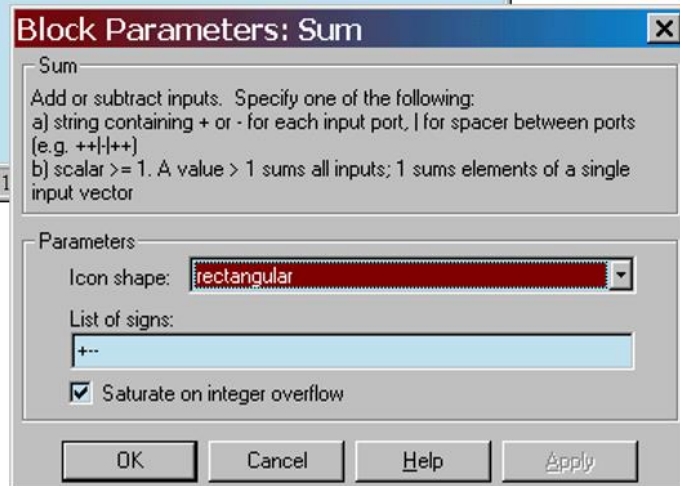 Block Parameters: Sum
Sum
Add or subtract inputs. Specify one of the following:
a) string containing + or - for each input port, | for spacer between ports
(e.g. ++|-|++)
b) scalar >= 1. A value > 1 sums all inputs; 1 sums elements of a single
input vector
1
Parameters
Icon shape: rectangular
List of signs:
+--
Saturate on integer overflow
OK Cancel Help Apply